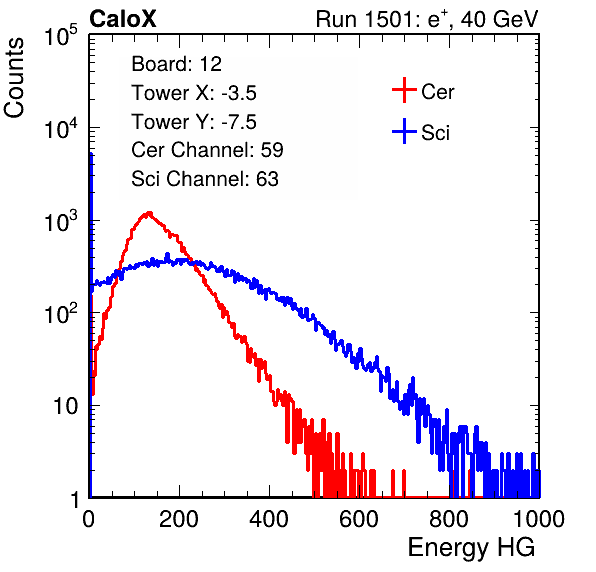 CaloX Run 1501: e⁺, 40 GeV
Counts
Board: 12
Tower X: -3.5
Tower Y: -7.5
Cer Channel: 59
Sci Channel: 63
Cer
Sci
10⁵
10⁴
10³
10²
10
1
0 200 400 600 800 1000
Energy HG